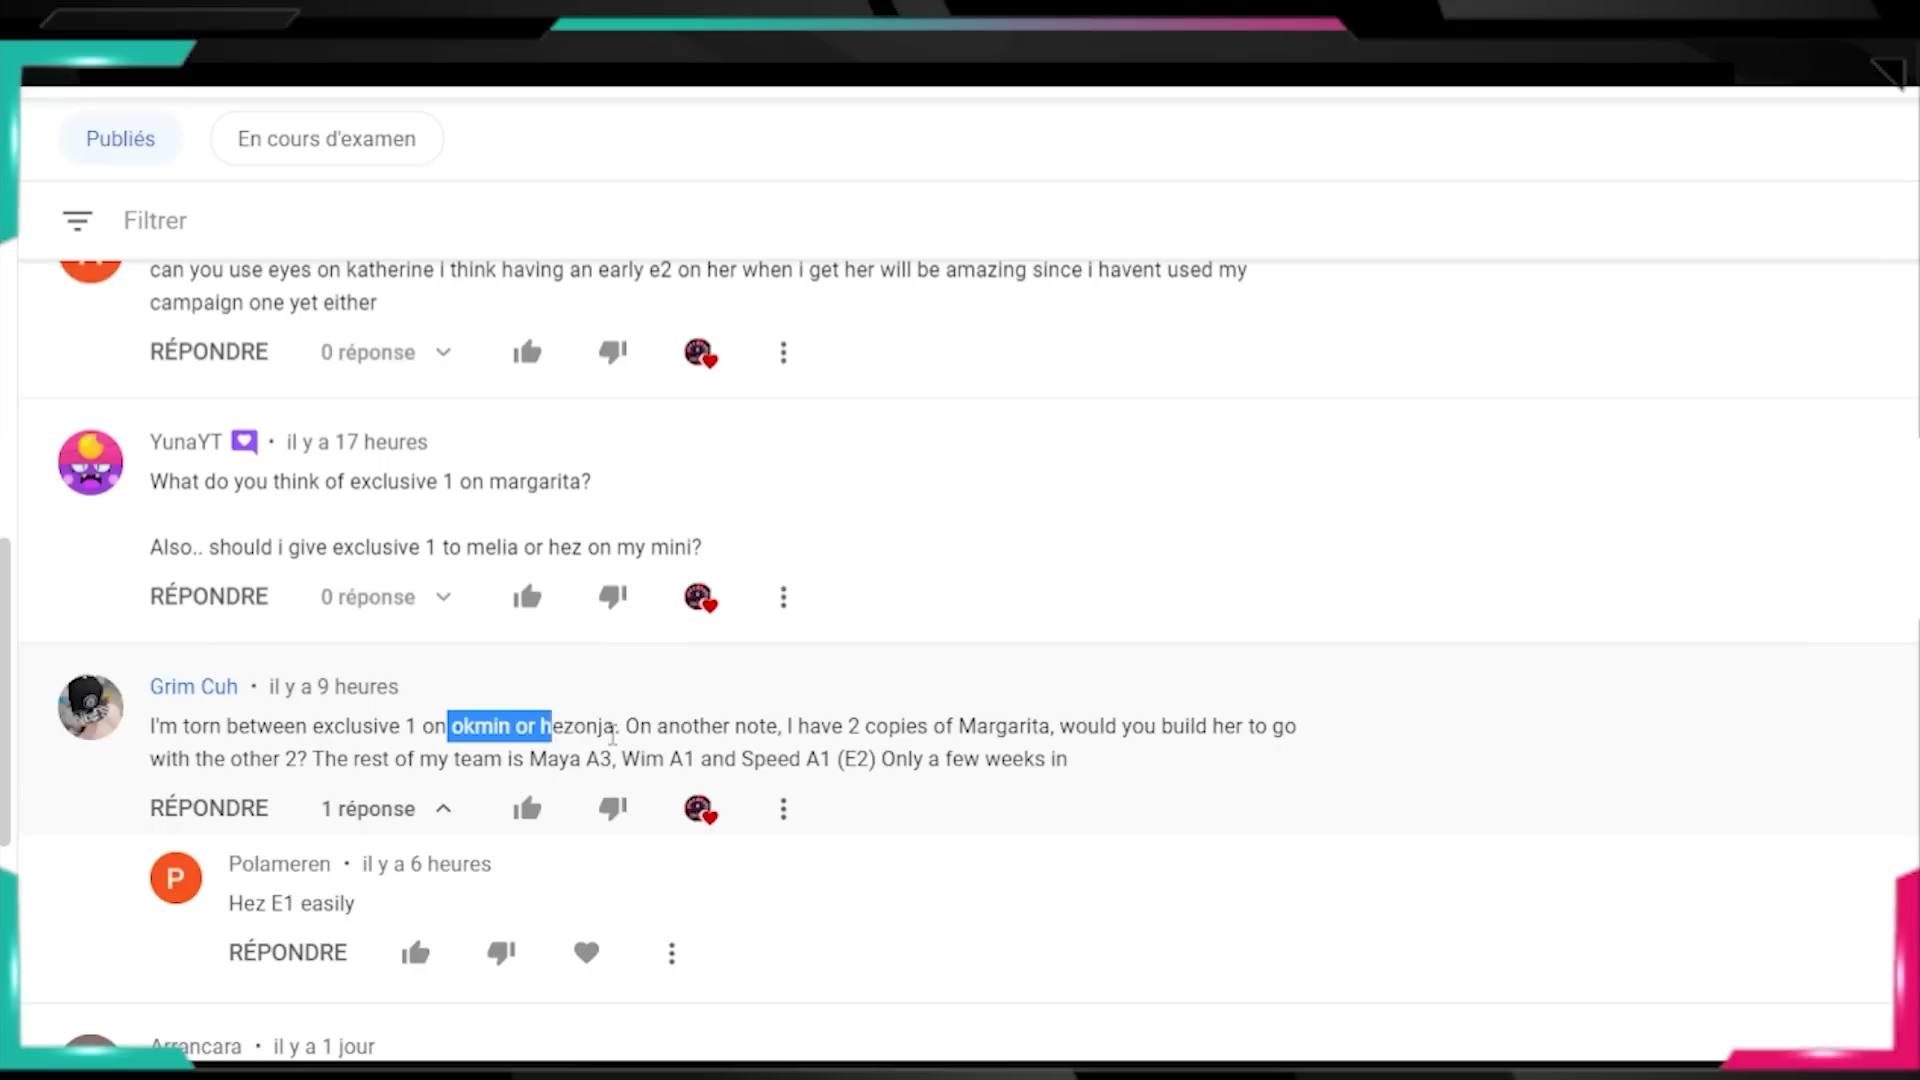 Publiés
En cours d'examen
Filtrer
can you use eyes on katherine i think having an early e2 on her when i get her will be amazing since i havent used my
campaign one yet either
RÉPONDRE 0 réponse
YunaYT • il y a 17 heures
What do you think of exclusive 1 on margarita?
Also.. should i give exclusive 1 to melia or hez on my mini?
RÉPONDRE 0 réponse
Grim Cuh • il y a 9 heures
I'm torn between exclusive 1 on okmin or hezonja. On another note, I have 2 copies of Margarita, would you build her to go
with the other 2? The rest of my team is Maya A3, Wim A1 and Speed A1 (E2) Only a few weeks in
RÉPONDRE 1 réponse
P
Polameren • il y a 6 heures
Hez E1 easily
RÉPONDRE
Arrancara • il y a 1 jour